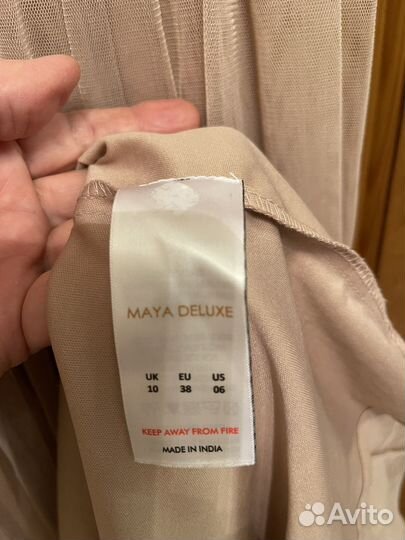 MAYA DELUXE
UK EU US
10 38 06
KEEP AWAY FROM FIRE
MADE IN INDIA
Avito